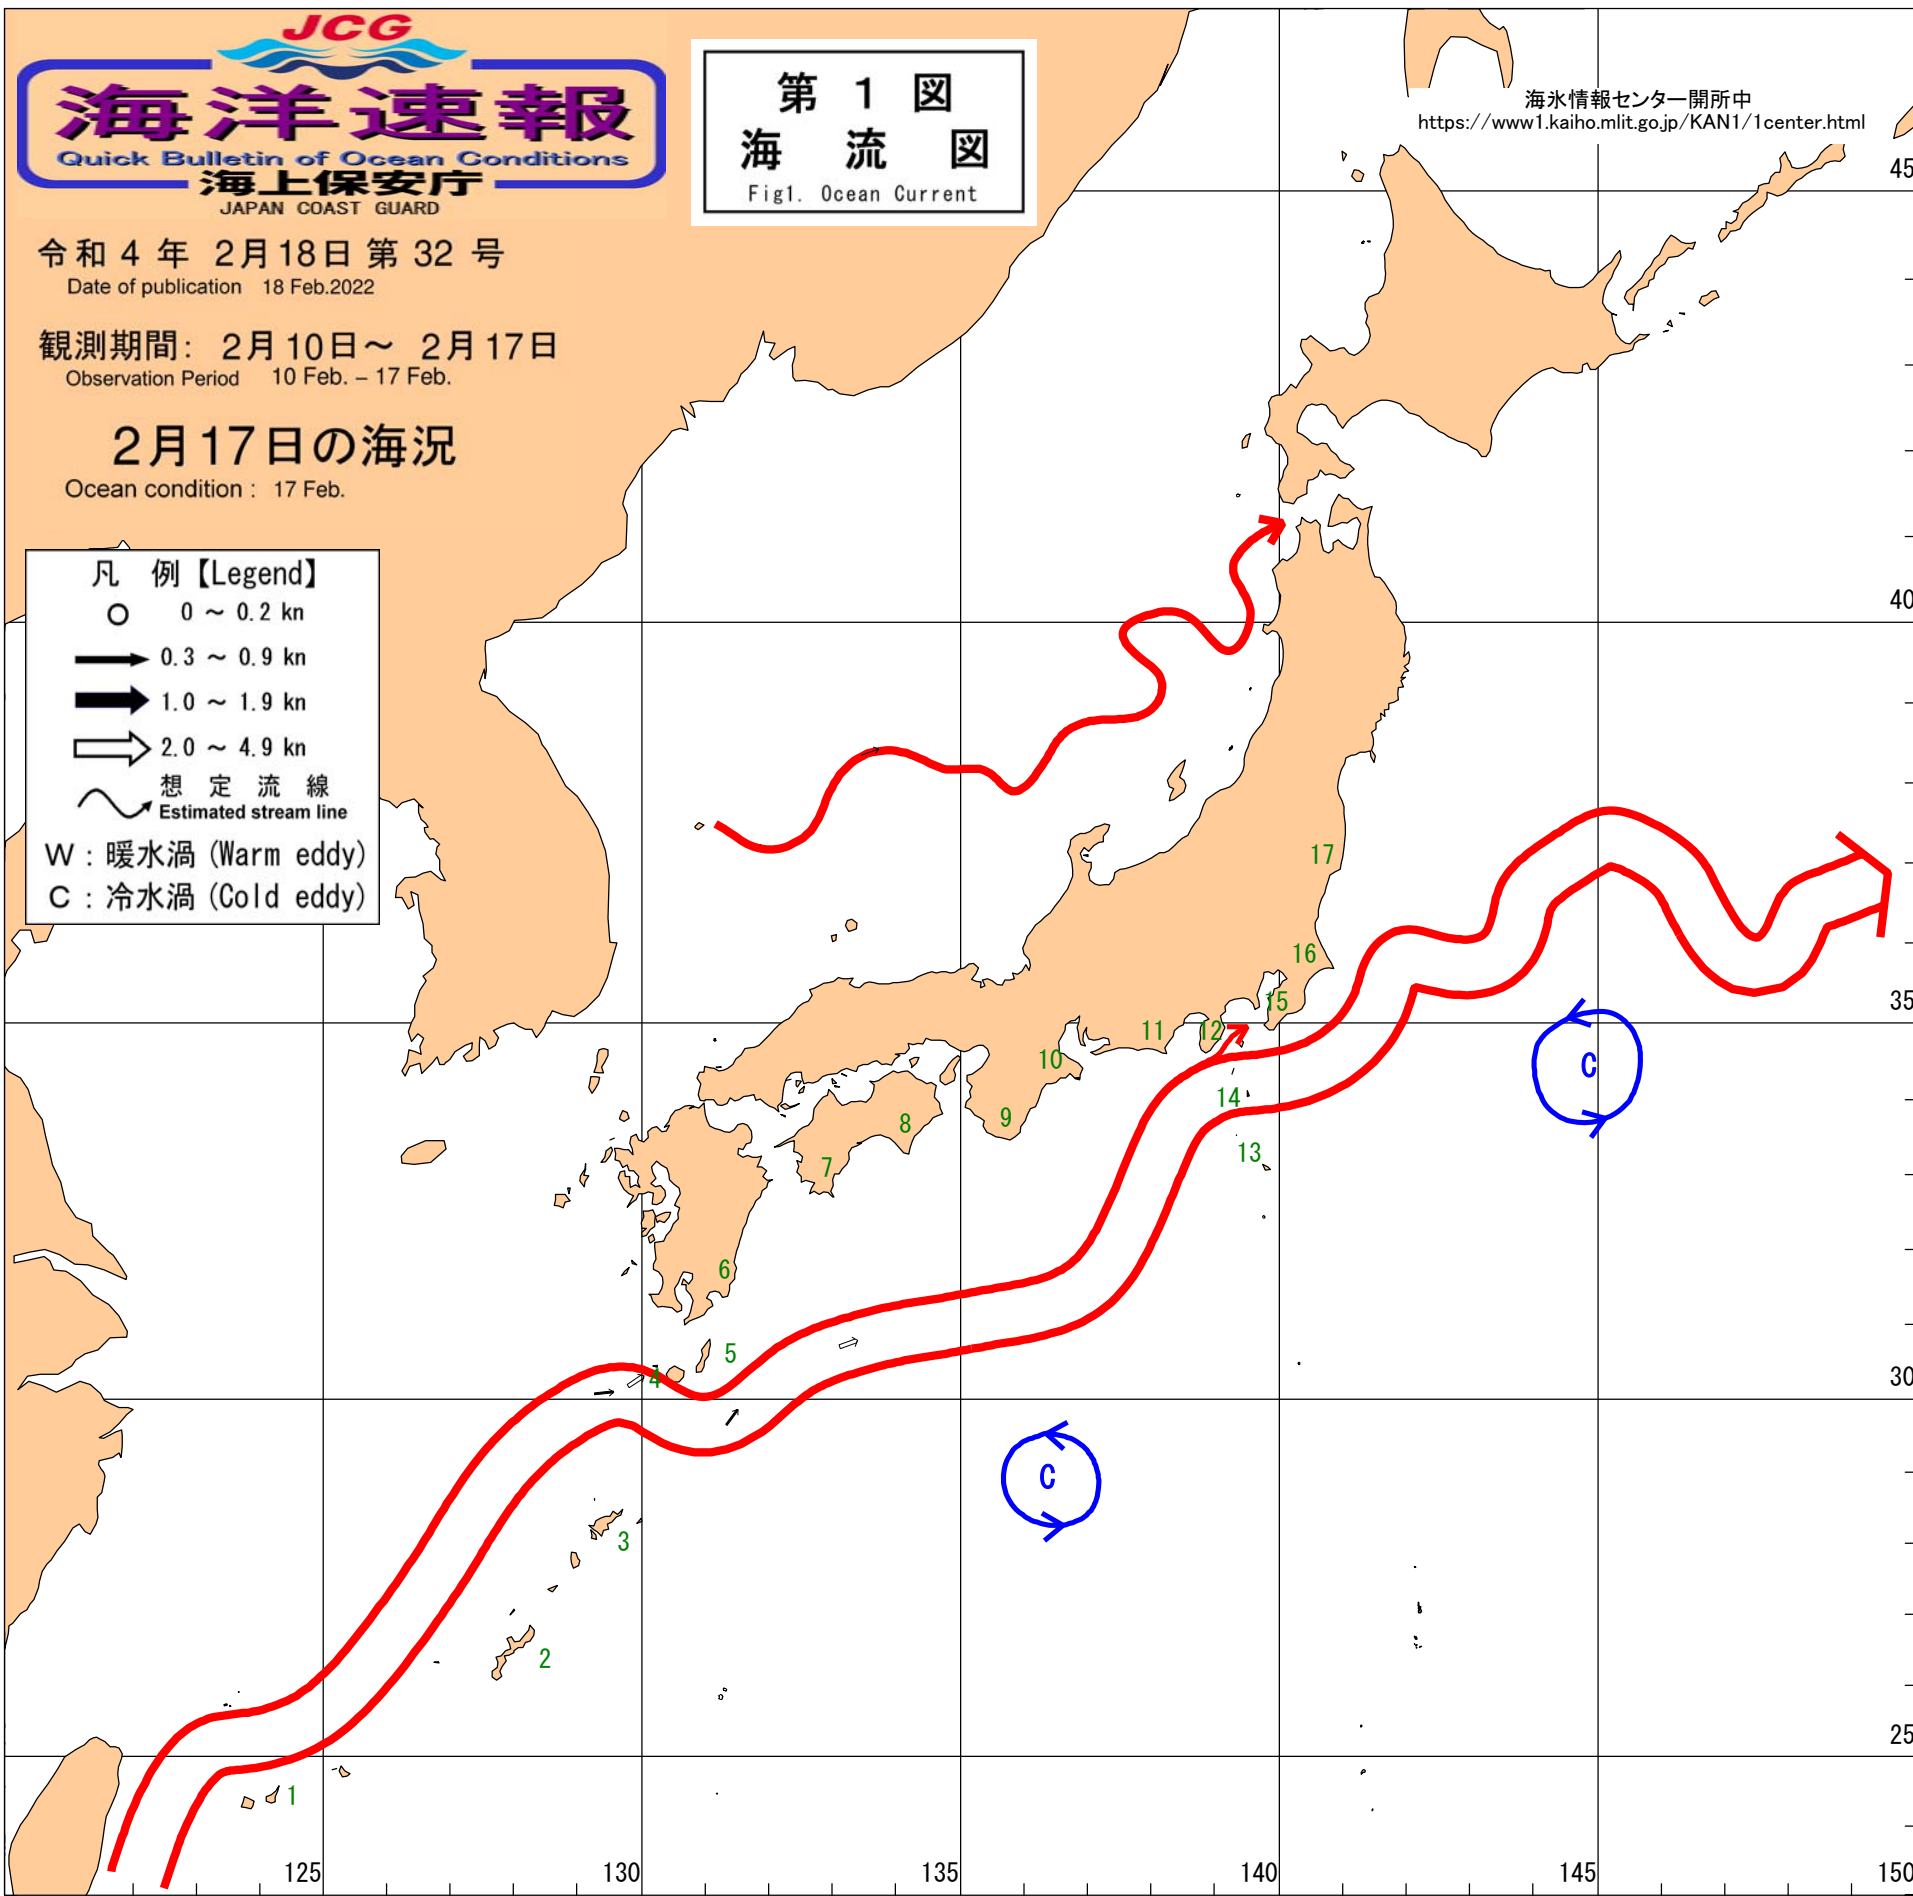 JCG
海洋速報
Quick Bulletin of Ocean Conditions
海上保安庁
JAPAN COAST GUARD
第 1 図
海 流 図
Fig1. Ocean Current
海氷情報センター開所中
https://www1.kaiho.mlit.go.jp/KAN1/1center.html
令和 4 年 2月18日 第 32 号
Date of publication 18 Feb.2022
観測期間: 2月10日～ 2月17日
Observation Period 10 Feb. – 17 Feb.
2月17日の海況
Ocean condition : 17 Feb.
凡 例【Legend】
0 ～ 0.2 kn
0.3 ～ 0.9 kn
1.0 ～ 1.9 kn
2.0 ～ 4.9 kn
想 定 流 線
Estimated stream line
W : 暖水渦 (Warm eddy)
C : 冷水渦 (Cold eddy)
45
40
17
16
35
15
12
11
10
C
14
9
8
13
7
6
5
4
30
C
3
2
25
1
125
130
135
140
145
150